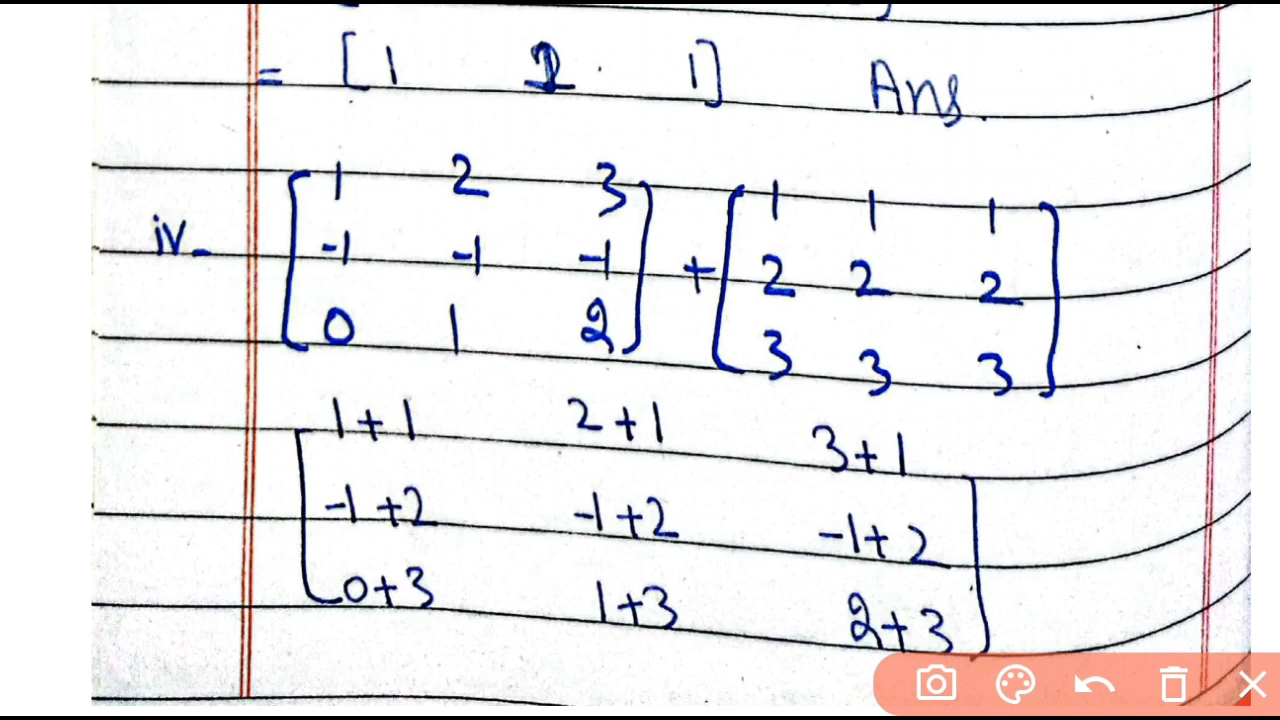 = [1 1 1] Ans.
iv- [1 2 3] + [1 1 1]
[-1 -1 -1] [2 2 2]
[0 1 2] [3 3 3]
[1+1 2+1 3+1]
[-1+2 -1+2 -1+2]
[0+3 1+3 2+3]